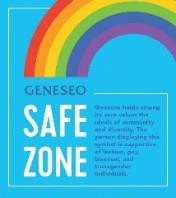 GENESEO
SAFE
ZONE
Geneseo holds among
its core values the
ideals of community
and diversity. The
person displaying this
symbol is supportive
of lesbian, gay,
bisexual, and
transgender
individuals.